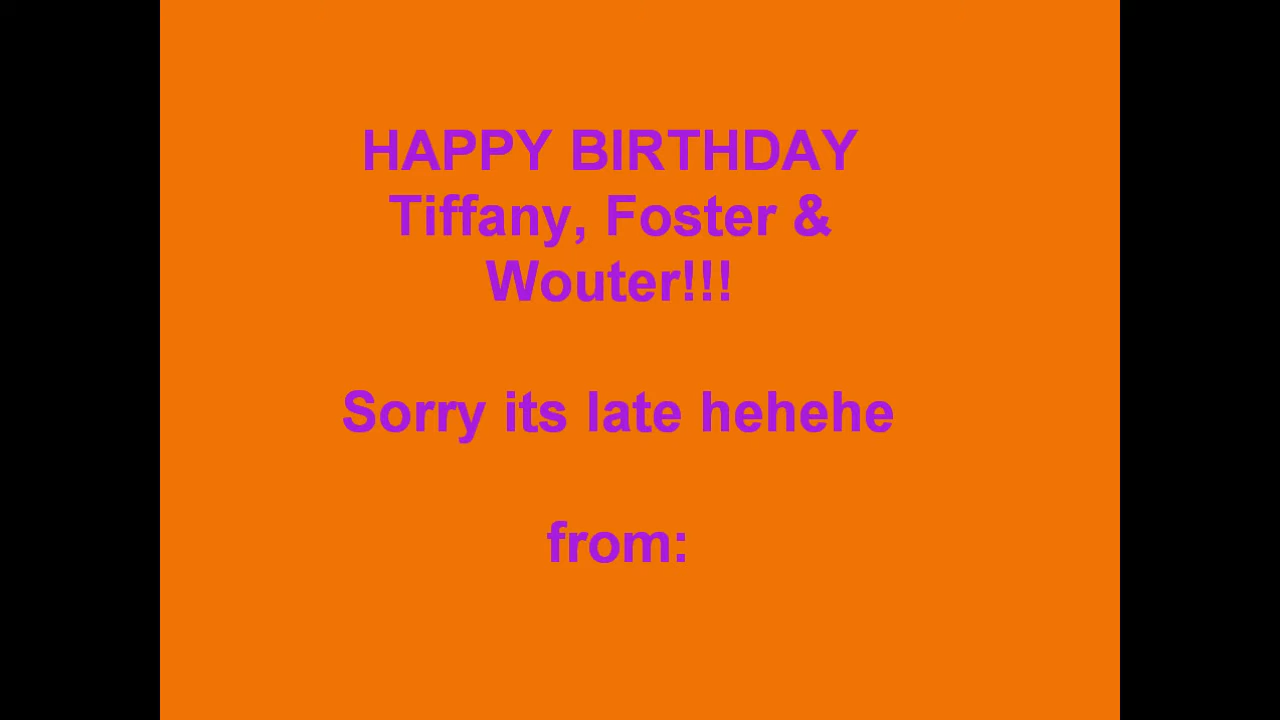 HAPPY BIRTHDAY
Tiffany, Foster &
Wouter!!!
Sorry its late hehehe
from: